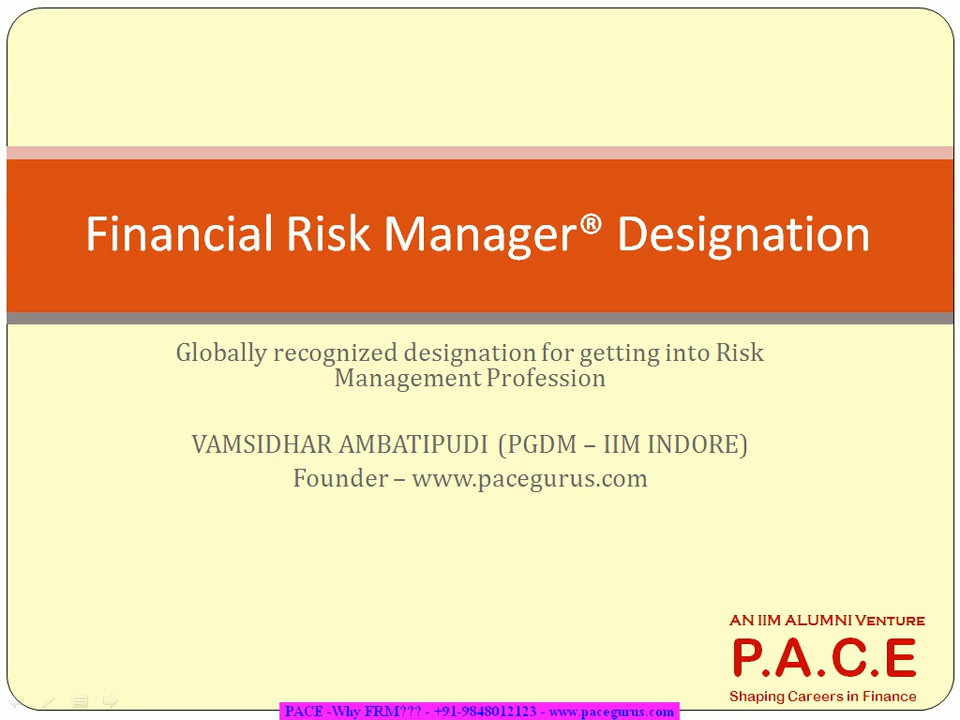 Financial Risk Manager® Designation
Globally recognized designation for getting into Risk
Management Profession
VAMSIDHAR AMBATIPUDI (PGDM – IIM INDORE)
Founder – www.pacegurus.com
AN IIM ALUMNI VENTURE
P.A.C.E
Shaping Careers in Finance
PACE -Why FRM??? - +91-9848012123 - www.pacegurus.com